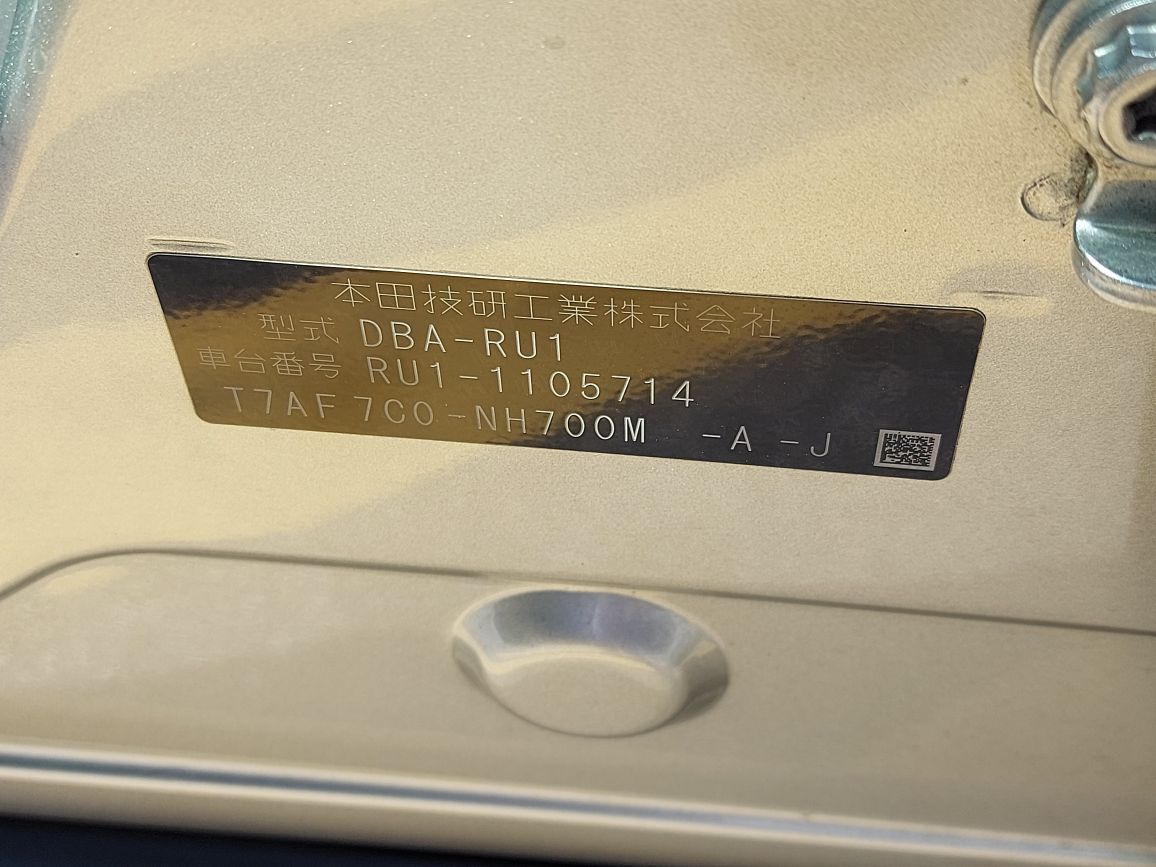 本田技研工業株式会社
型式 DBA-RU1
車台番号 RU1-1105714
T7AF 7C0 -NH700M -A -J